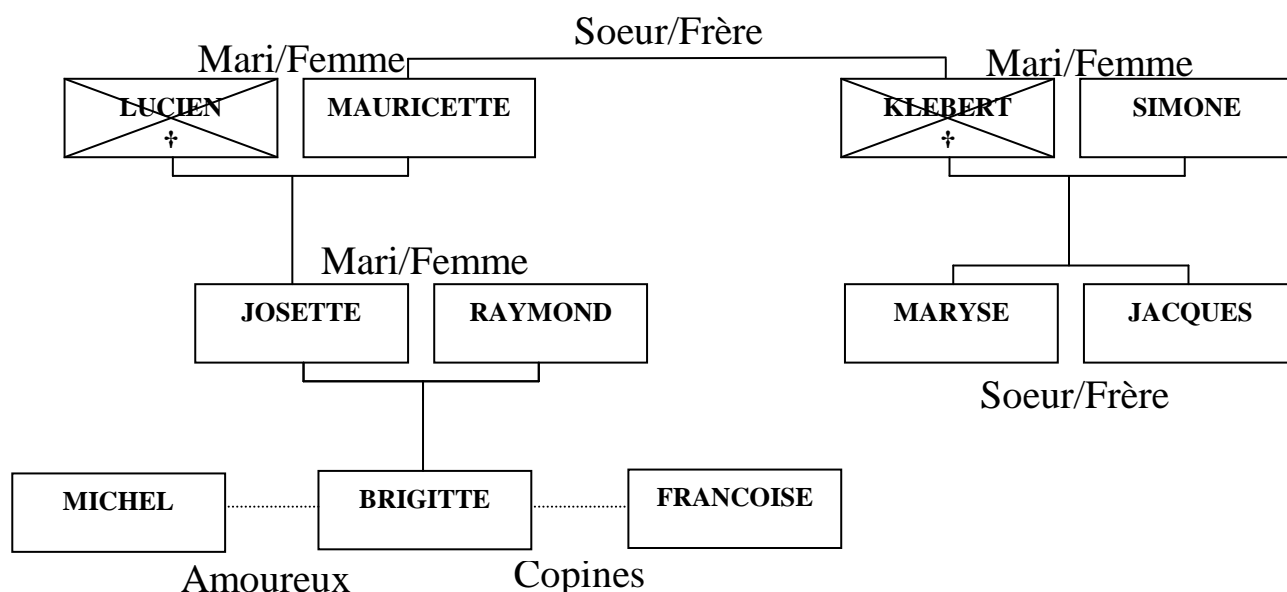 Soeur/Frère
Mari/Femme Mari/Femme
LUCIEN MAURICETTE KLEBERT SIMONE
† †
Mari/Femme
JOSETTE RAYMOND MARYSE JACQUES
Soeur/Frère
MICHEL BRIGITTE FRANCOISE
Amoureux Copines